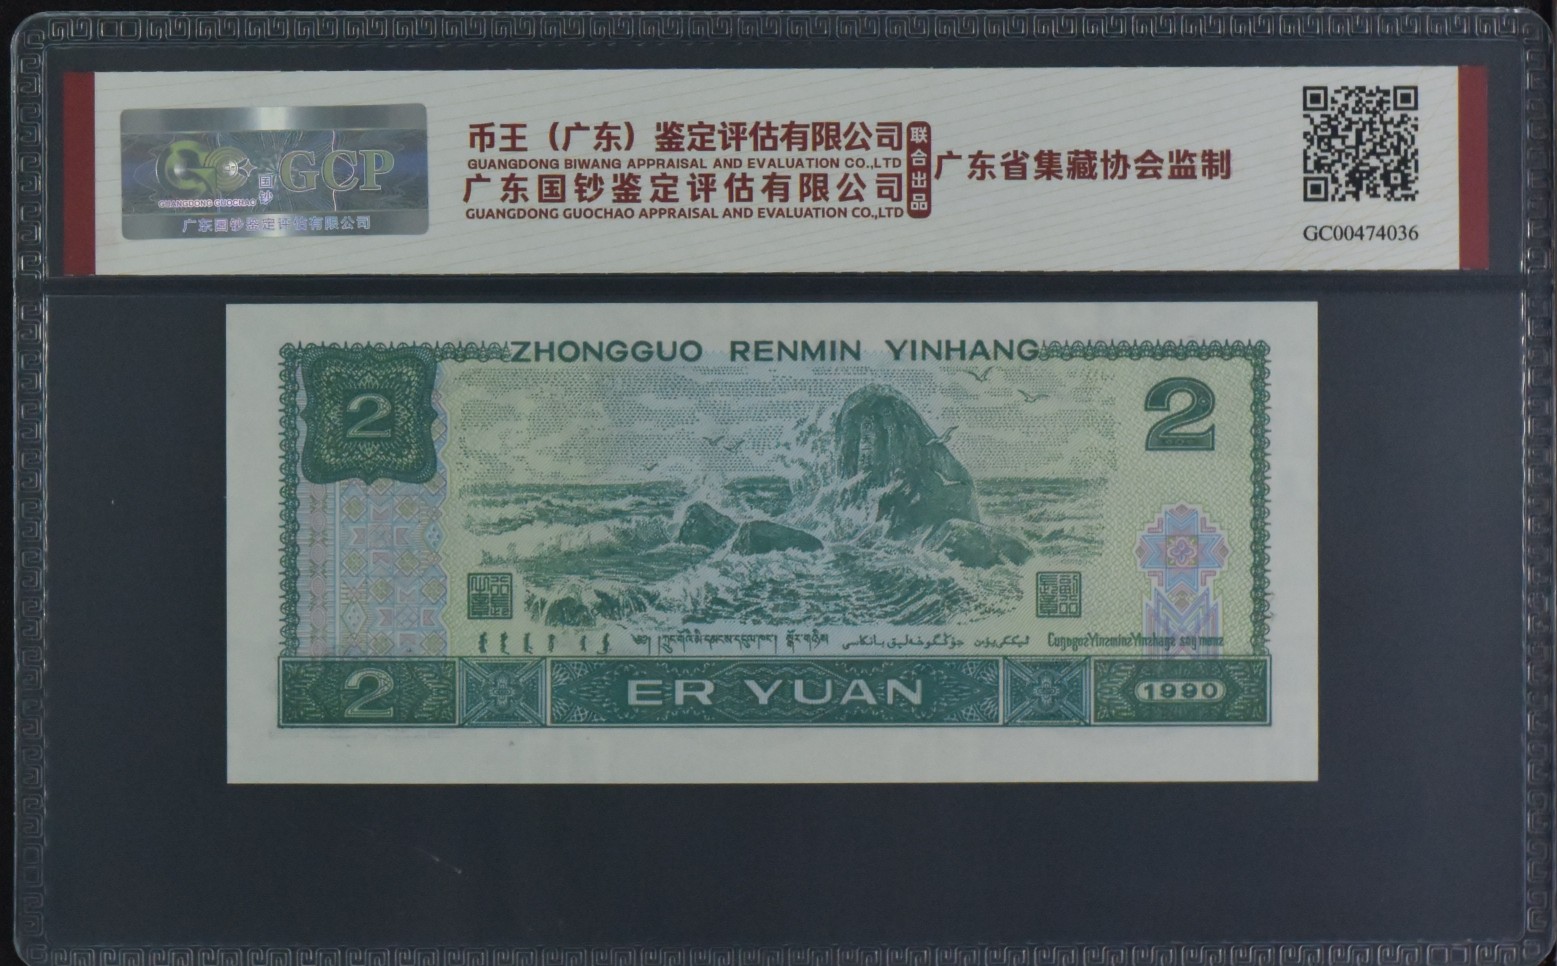 GCP
国
钞
GUANGDONG GUOCHAO
广东国钞鉴定评估有限公司
币王（广东）鉴定评估有限公司
GUANGDONG BIWANG APPRAISAL AND EVALUATION CO.,LTD
广东国钞鉴定评估有限公司
GUANGDONG GUOCHAO APPRAISAL AND EVALUATION CO.,LTD
联合出品
广东省集藏协会监制
GC00474036
ZHONGGUO RENMIN YINHANG
2
2
2
ER YUAN
1990